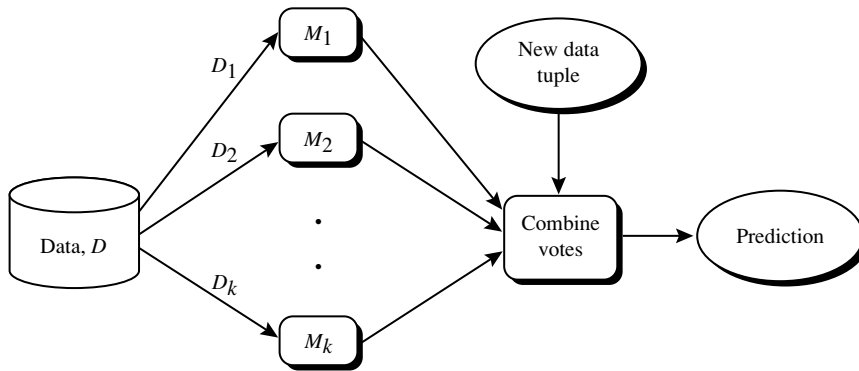 M1
New data
tuple
D1
D2
M2
Data, D
Combine
votes
Prediction
Dk
Mk